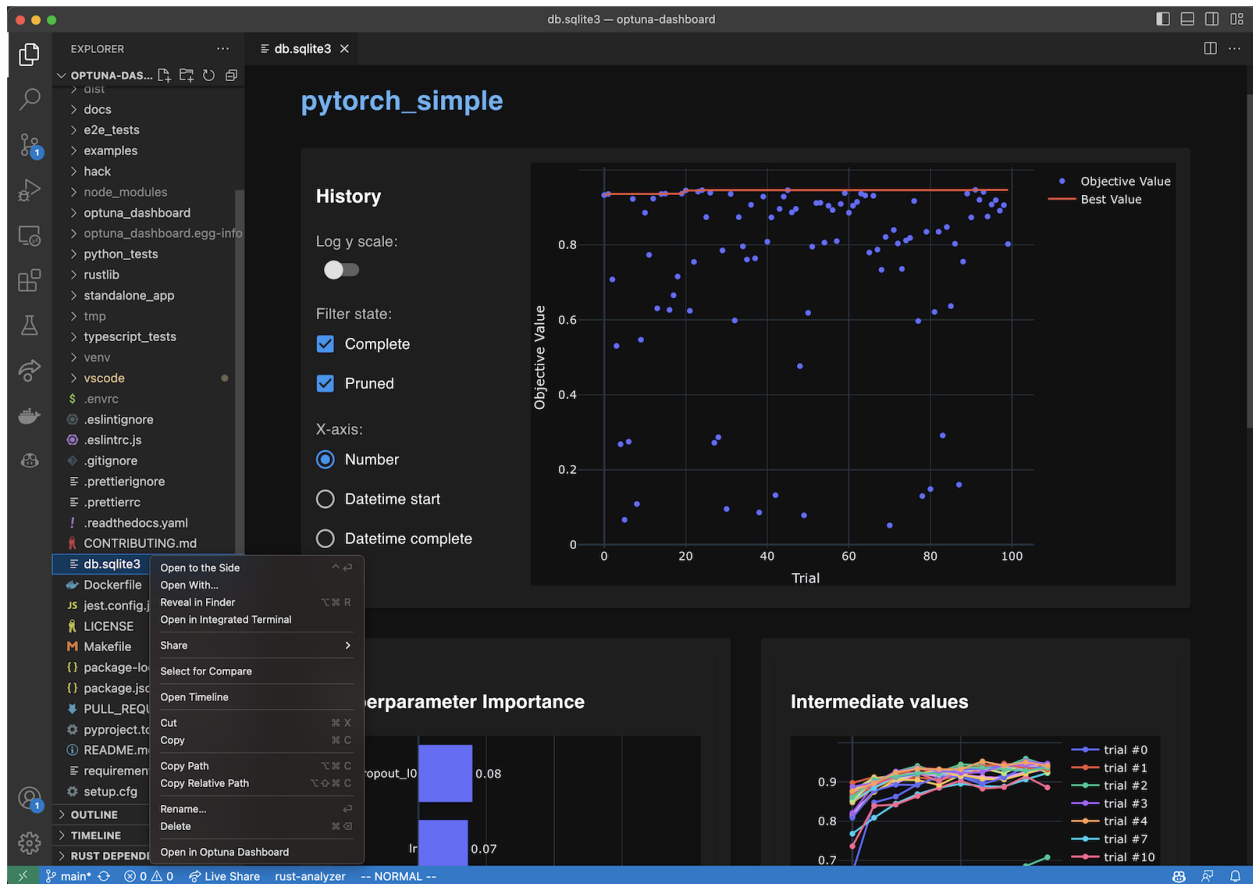 db.sqlite3 — optuna-dashboard
EXPLORER
db.sqlite3
OPTUNA-DAS...
dist
docs
e2e_tests
examples
hack
node_modules
optuna_dashboard
optuna_dashboard.egg-info
python_tests
rustlib
standalone_app
tmp
typescript_tests
venv
vscode
$ .envrc
.eslintignore
.eslintrc.js
.gitignore
.prettierignore
.prettierrc
! .readthedocs.yaml
CONTRIBUTING.md
db.sqlite3
Dockerfile
JS jest.config.j
LICENSE
Makefile
{} package-lo
{} package.jso
PULL_REQU
pyproject.to
README.m
requiremen
setup.cfg
OUTLINE
TIMELINE
RUST DEPENDE
1
1
Open to the Side ^⏎
Open With...
Reveal in Finder ⌥⌘ R
Open in Integrated Terminal
Share
Select for Compare
Open Timeline
Cut ⌘ X
Copy ⌘ C
Copy Path ⌥⌘ C
Copy Relative Path ⌥⇧⌘ C
Rename... ⏎
Delete ⌘⌫
Open in Optuna Dashboard
pytorch_simple
History
Log y scale:
Filter state:
Complete
Pruned
X-axis:
Number
Datetime start
Datetime complete
Objective Value
Best Value
Objective Value
0.8
0.6
0.4
0.2
0
0 20 40 60 80 100
Trial
erparameter Importance
ropout_l0 0.08
lr 0.07
Intermediate values
0.9
0.8
0.7
trial #0
trial #1
trial #2
trial #3
trial #4
trial #7
trial #10
main* 0 0 Live Share rust-analyzer -- NORMAL --